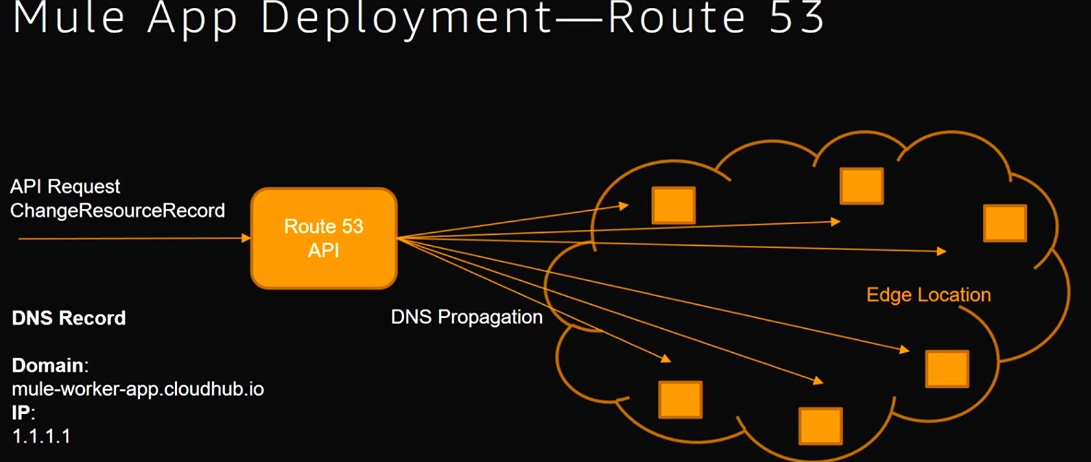 Mule App Deployment—Route 53
API Request
ChangeResourceRecord
Route 53
API
Edge Location
DNS Propagation
DNS Record
Domain:
mule-worker-app.cloudhub.io
IP:
1.1.1.1